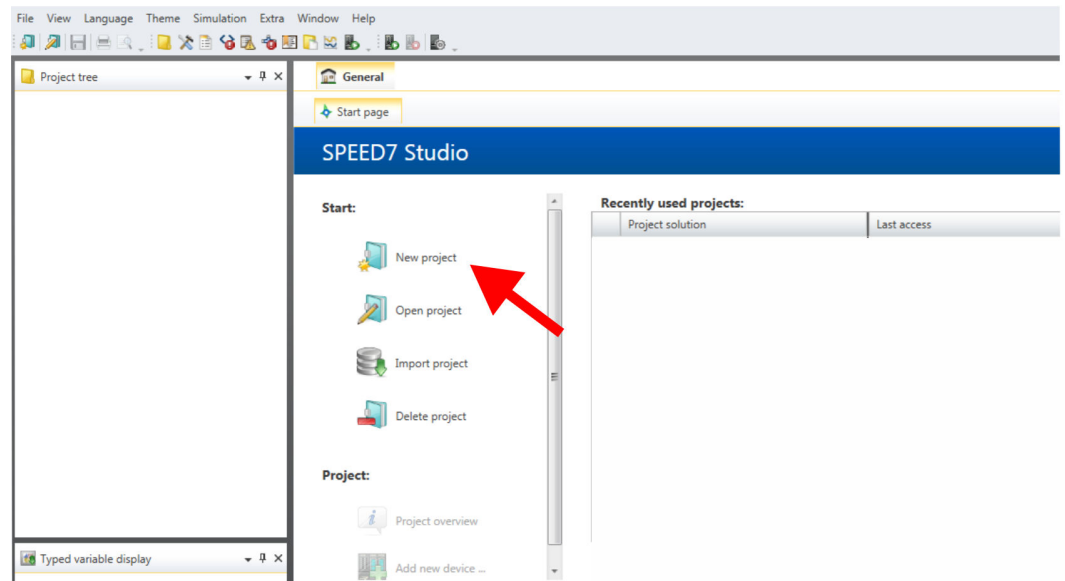 File View Language Theme Simulation Extra Window Help
Project tree
General
Start page
SPEED7 Studio
Start:
New project
Open project
Import project
Delete project
Project:
Project overview
Add new device ...
Recently used projects:
Project solution Last access
Typed variable display